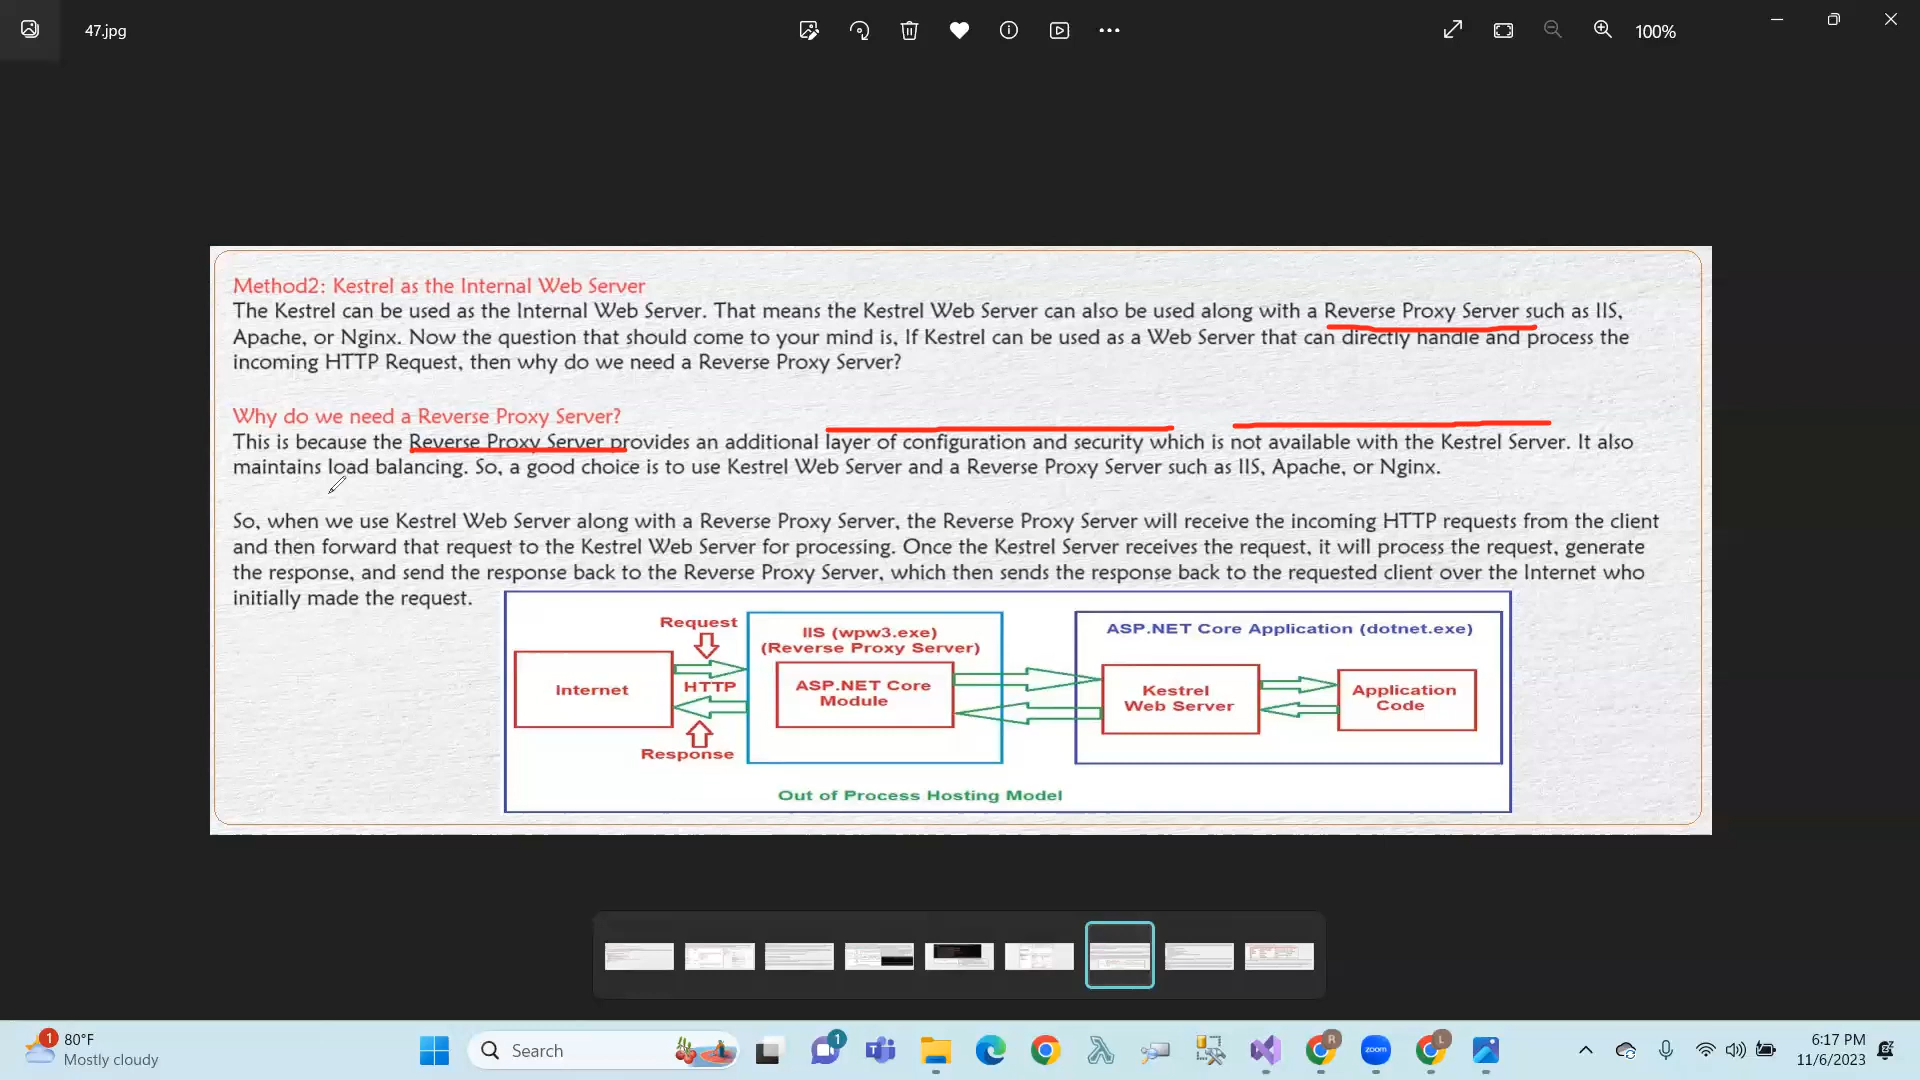 47.jpg
100%
Method2: Kestrel as the Internal Web Server
The Kestrel can be used as the Internal Web Server. That means the Kestrel Web Server can also be used along with a Reverse Proxy Server such as IIS,
Apache, or Nginx. Now the question that should come to your mind is, If Kestrel can be used as a Web Server that can directly handle and process the
incoming HTTP Request, then why do we need a Reverse Proxy Server?
Why do we need a Reverse Proxy Server?
This is because the Reverse Proxy Server provides an additional layer of configuration and security which is not available with the Kestrel Server. It also
maintains load balancing. So, a good choice is to use Kestrel Web Server and a Reverse Proxy Server such as IIS, Apache, or Nginx.
So, when we use Kestrel Web Server along with a Reverse Proxy Server, the Reverse Proxy Server will receive the incoming HTTP requests from the client
and then forward that request to the Kestrel Web Server for processing. Once the Kestrel Server receives the request, it will process the request, generate
the response, and send the response back to the Reverse Proxy Server, which then sends the response back to the requested client over the Internet who
initially made the request.
Request
IIS (wpw3.exe)
(Reverse Proxy Server)
ASP.NET Core Application (dotnet.exe)
Internet
HTTP
ASP.NET Core
Module
Kestrel
Web Server
Application
Code
Response
Out of Process Hosting Model
1
80°F
Mostly cloudy
Search
1
R
zoom
L
6:17 PM
11/6/2023